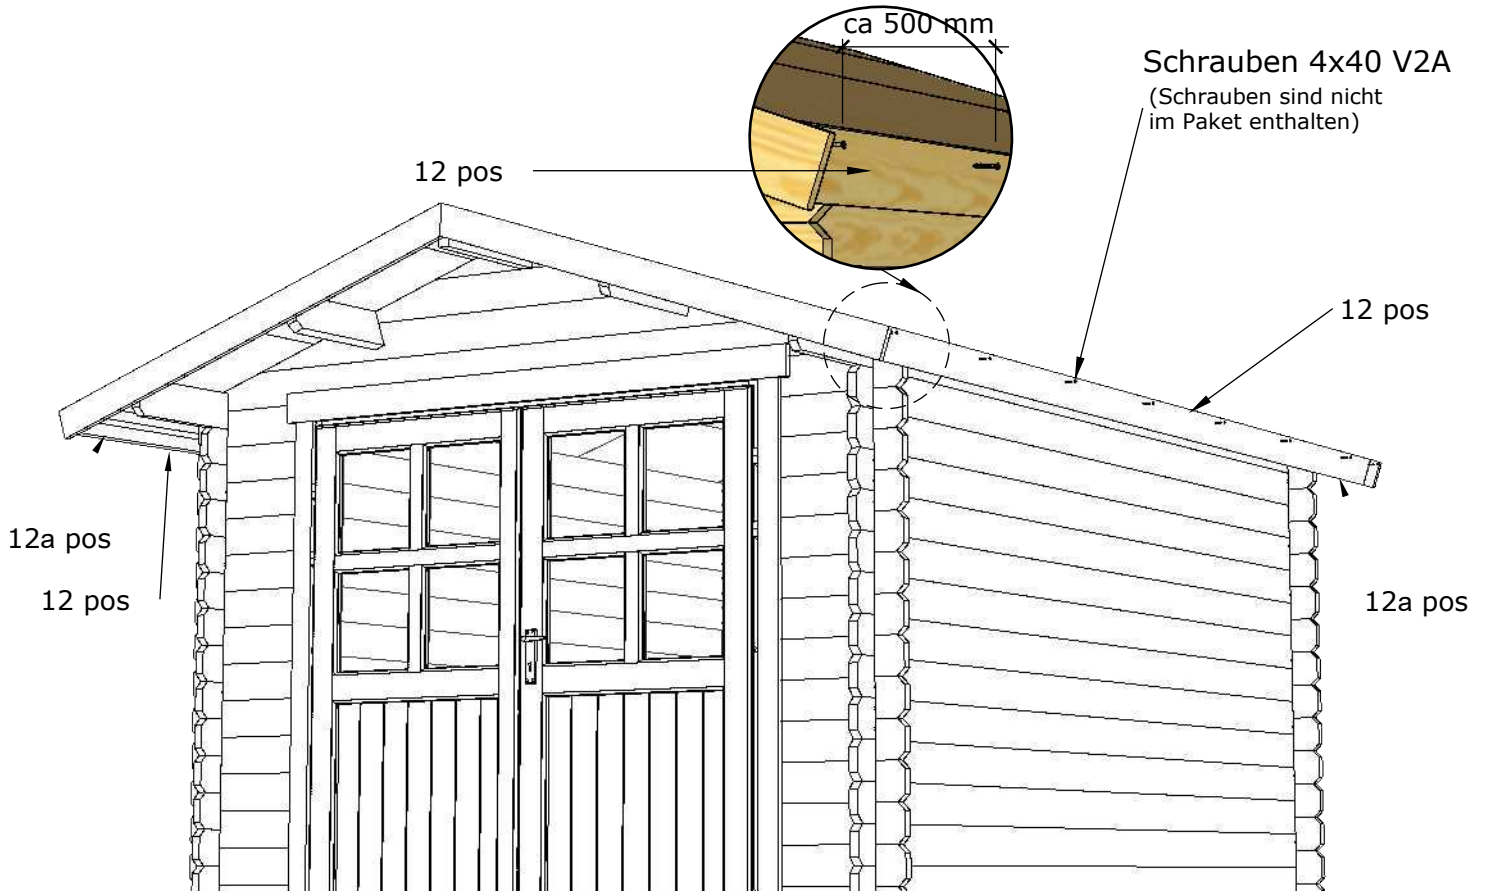 ca 500 mm
Schrauben 4x40 V2A
(Schrauben sind nicht
im Paket enthalten)
12 pos
12 pos
12a pos
12 pos
12a pos